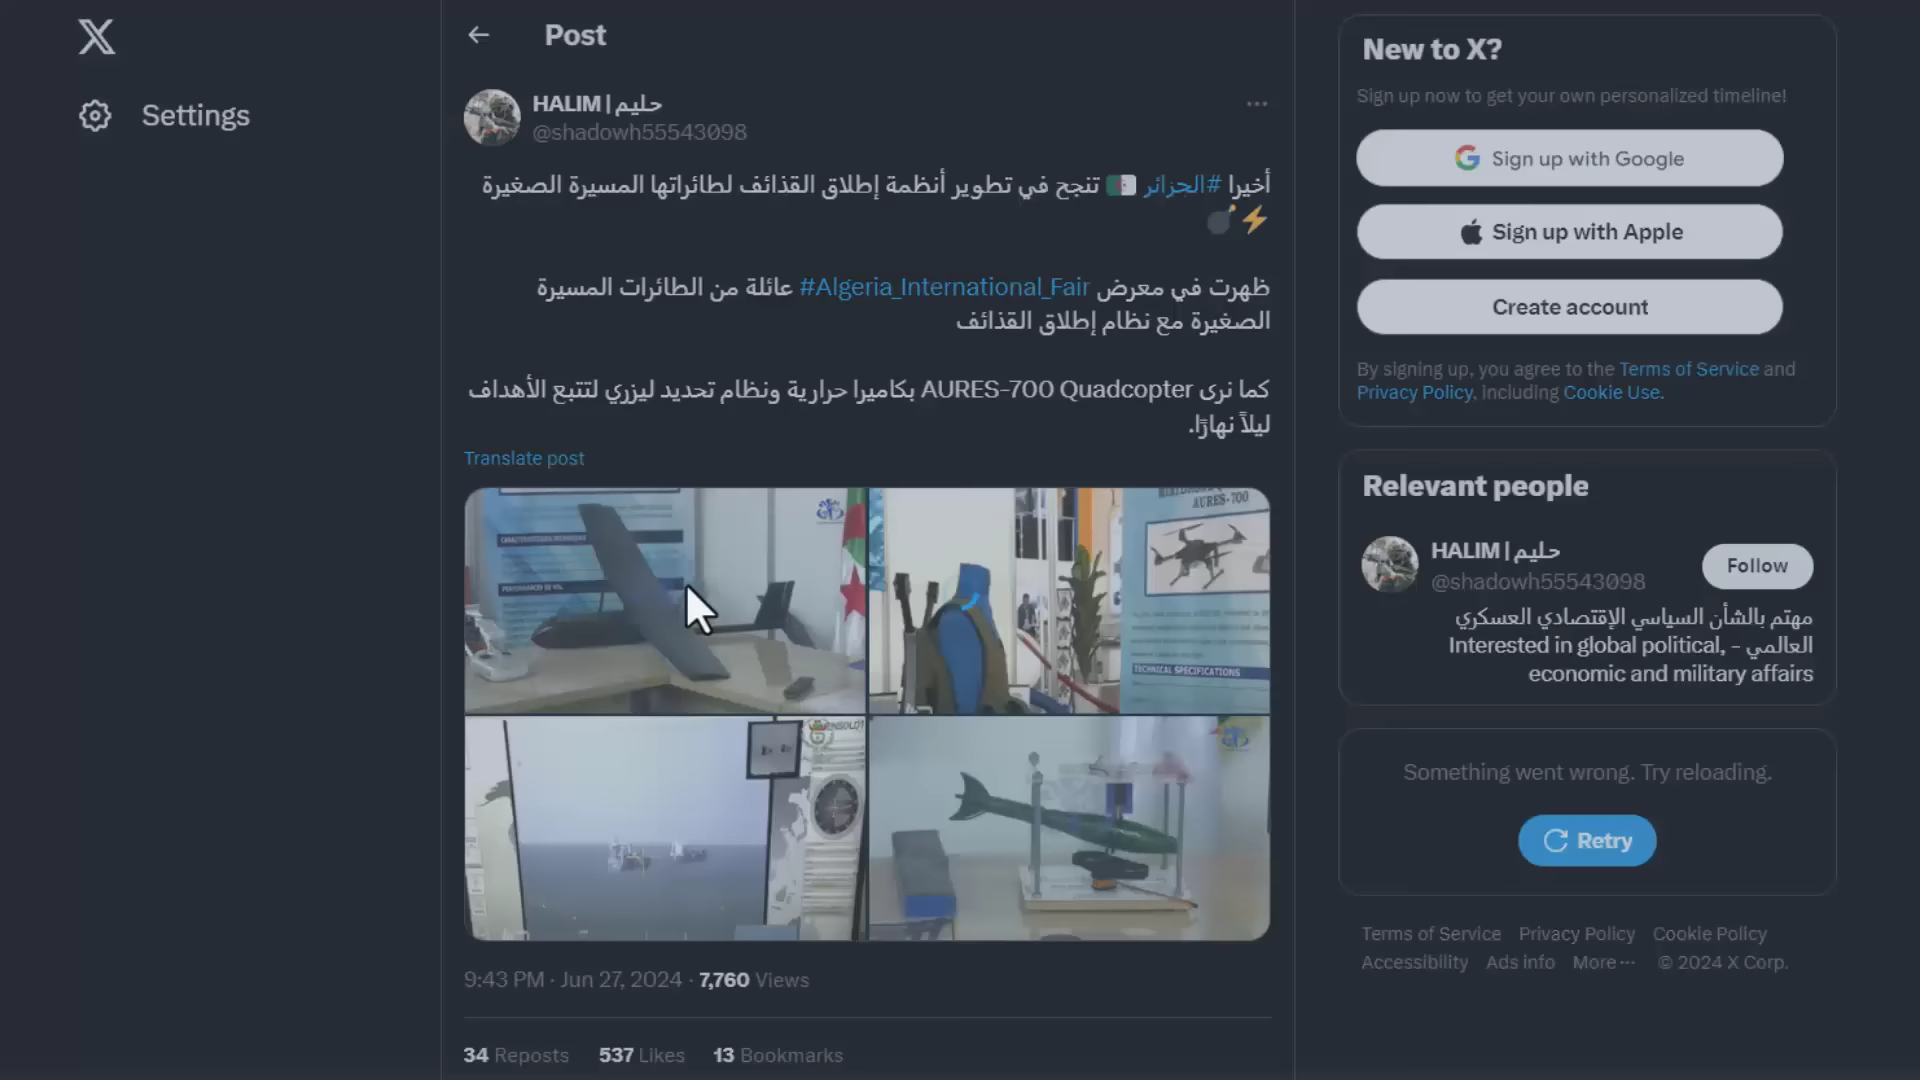 Settings
Post
HALIM | حليم
@shadowh55543098
أخيرا #الجزائر 🇩🇿 تنجح في تطوير أنظمة إطلاق القذائف لطائراتها المسيرة الصغيرة
⚡💣
ظهرت في معرض #Algeria_International_Fair عائلة من الطائرات المسيرة
الصغيرة مع نظام إطلاق القذائف
كما نرى AURES-700 Quadcopter بكاميرا حرارية ونظام تحديد ليزري لتتبع الأهداف
ليلاً نهارًا.
Translate post
AURES-700
TECHNICAL SPECIFICATIONS
9:43 PM · Jun 27, 2024 · 7,760 Views
34 Reposts 537 Likes 13 Bookmarks
New to X?
Sign up now to get your own personalized timeline!
Sign up with Google
Sign up with Apple
Create account
By signing up, you agree to the Terms of Service and
Privacy Policy, including Cookie Use.
Relevant people
HALIM | حليم
@shadowh55543098
Follow
مهتم بالشأن السياسي الإقتصادي العسكري
العالمي - Interested in global political,
economic and military affairs
Something went wrong. Try reloading.
Retry
Terms of Service Privacy Policy Cookie Policy
Accessibility Ads info More ··· © 2024 X Corp.